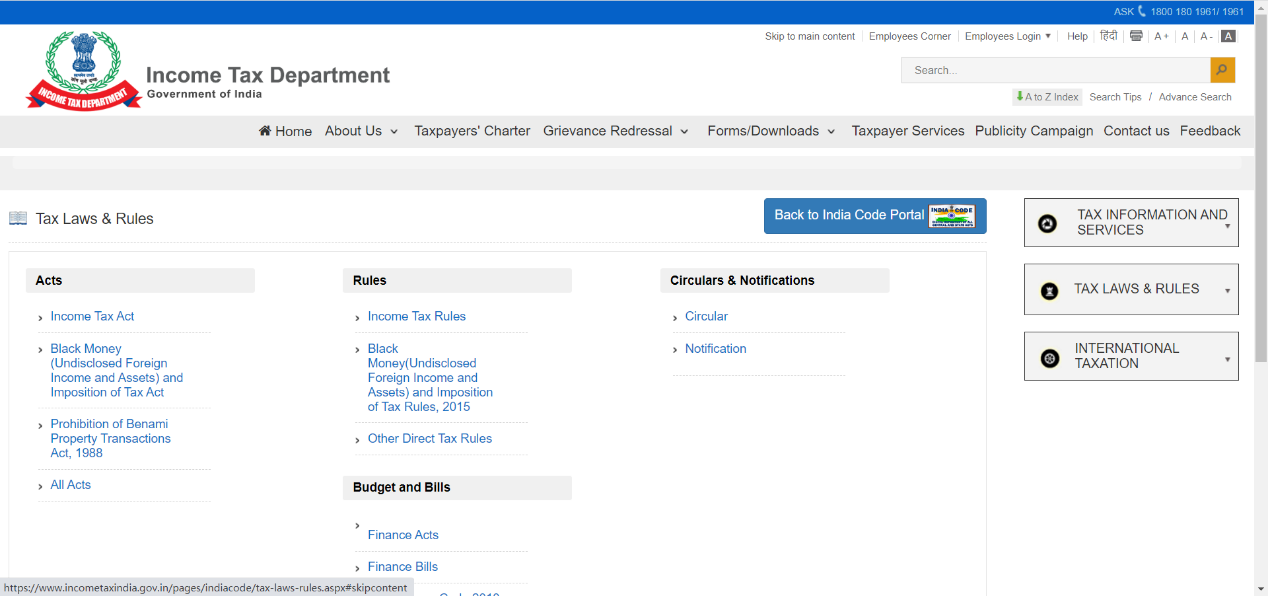 ASK 1800 180 1961/ 1961
Skip to main content Employees Corner Employees Login Help हिंदी A+ A A- A
INCOME TAX DEPARTMENT
Income Tax Department
Government of India
Search...
A to Z Index Search Tips / Advance Search
Home About Us Taxpayers' Charter Grievance Redressal Forms/Downloads Taxpayer Services Publicity Campaign Contact us Feedback
Tax Laws & Rules
Back to India Code Portal
INDIA CODE
Acts
Income Tax Act
Black Money
(Undisclosed Foreign
Income and Assets) and
Imposition of Tax Act
Prohibition of Benami
Property Transactions
Act, 1988
All Acts
Rules
Income Tax Rules
Black
Money(Undisclosed
Foreign Income and
Assets) and Imposition
of Tax Rules, 2015
Other Direct Tax Rules
Budget and Bills
Finance Acts
Finance Bills
Circulars & Notifications
Circular
Notification
TAX INFORMATION AND
SERVICES
TAX LAWS & RULES
INTERNATIONAL
TAXATION
https://www.incometaxindia.gov.in/pages/indiacode/tax-laws-rules.aspx#skipcontent